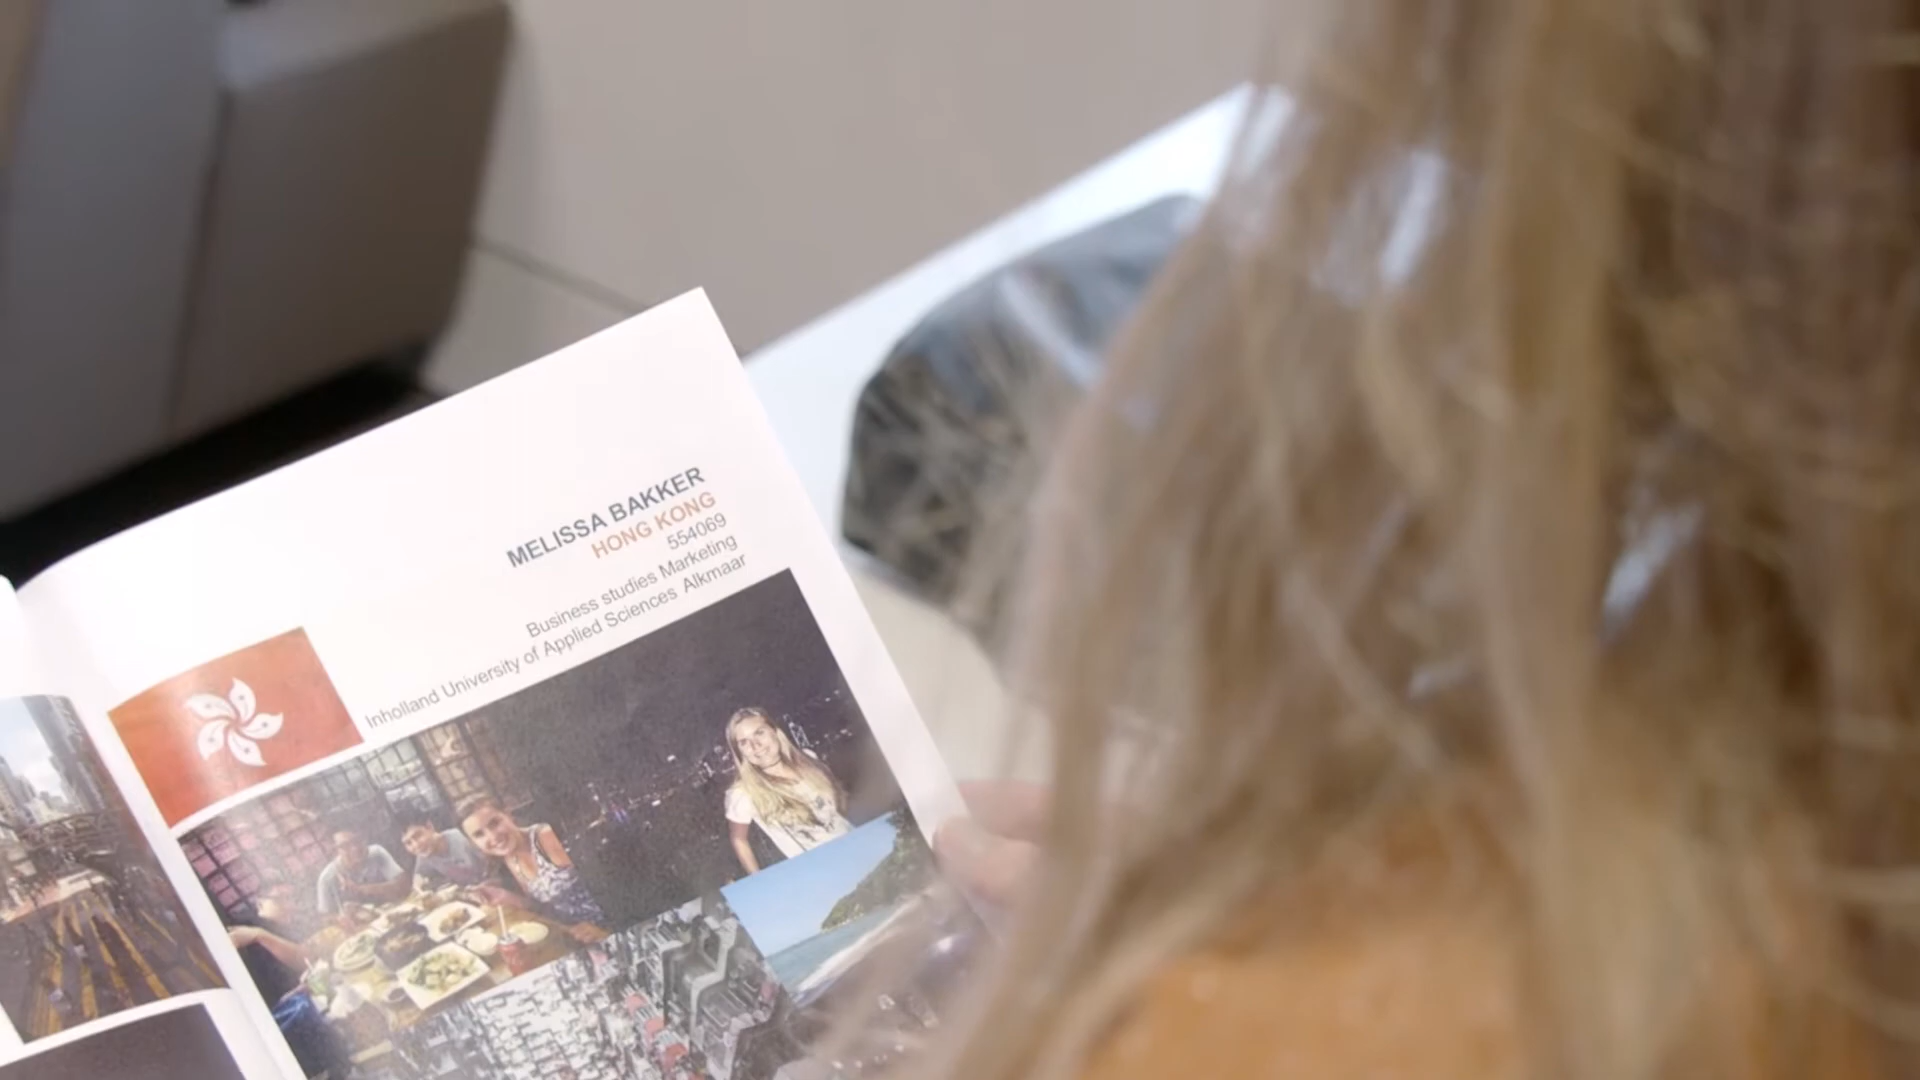 MELISSA BAKKER
HONG KONG
554069
Business studies Marketing
Inholland University of Applied Sciences Alkmaar